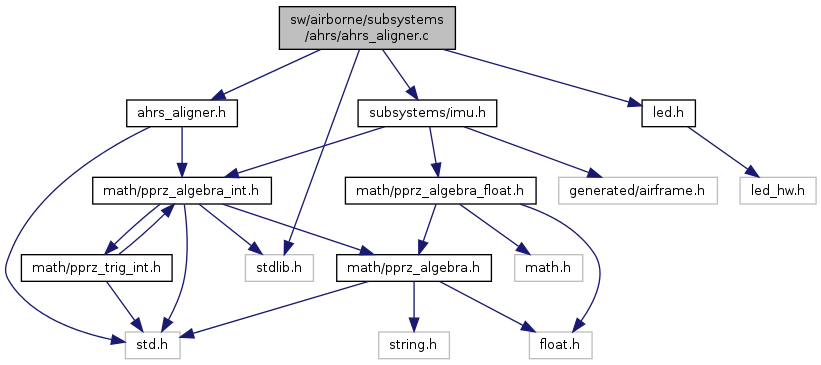 sw/airborne/subsystems
/ahrs/ahrs_aligner.c
ahrs_aligner.h
subsystems/imu.h
led.h
math/pprz_algebra_int.h
math/pprz_algebra_float.h
generated/airframe.h
led_hw.h
math/pprz_trig_int.h
stdlib.h
math/pprz_algebra.h
math.h
std.h
string.h
float.h